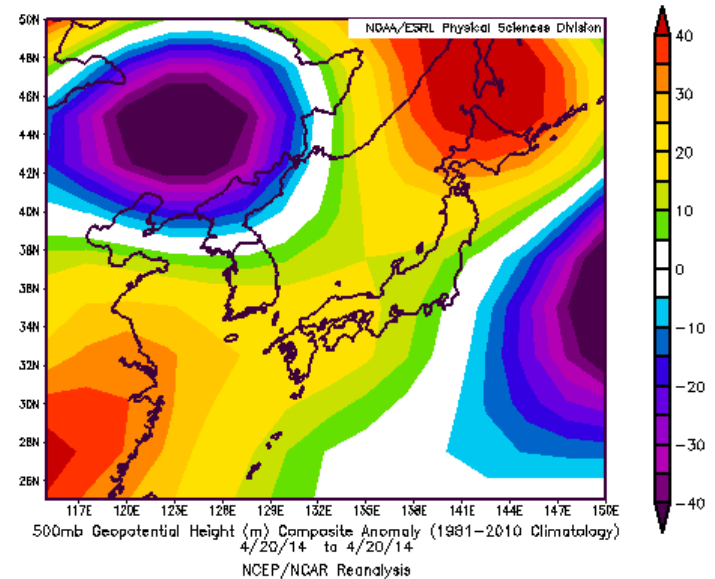 NOAA/ESRL Physical Sciences Division
50N
48N
46N
44N
42N
40N
38N
36N
34N
32N
30N
28N
26N
117E 120E 123E 126E 129E 132E 135E 138E 141E 144E 147E 150E
40
30
20
10
0
-10
-20
-30
-40
500mb Geopotential Height (m) Composite Anomaly (1981-2010 Climatology)
4/20/14 to 4/20/14
NCEP/NCAR Reanalysis